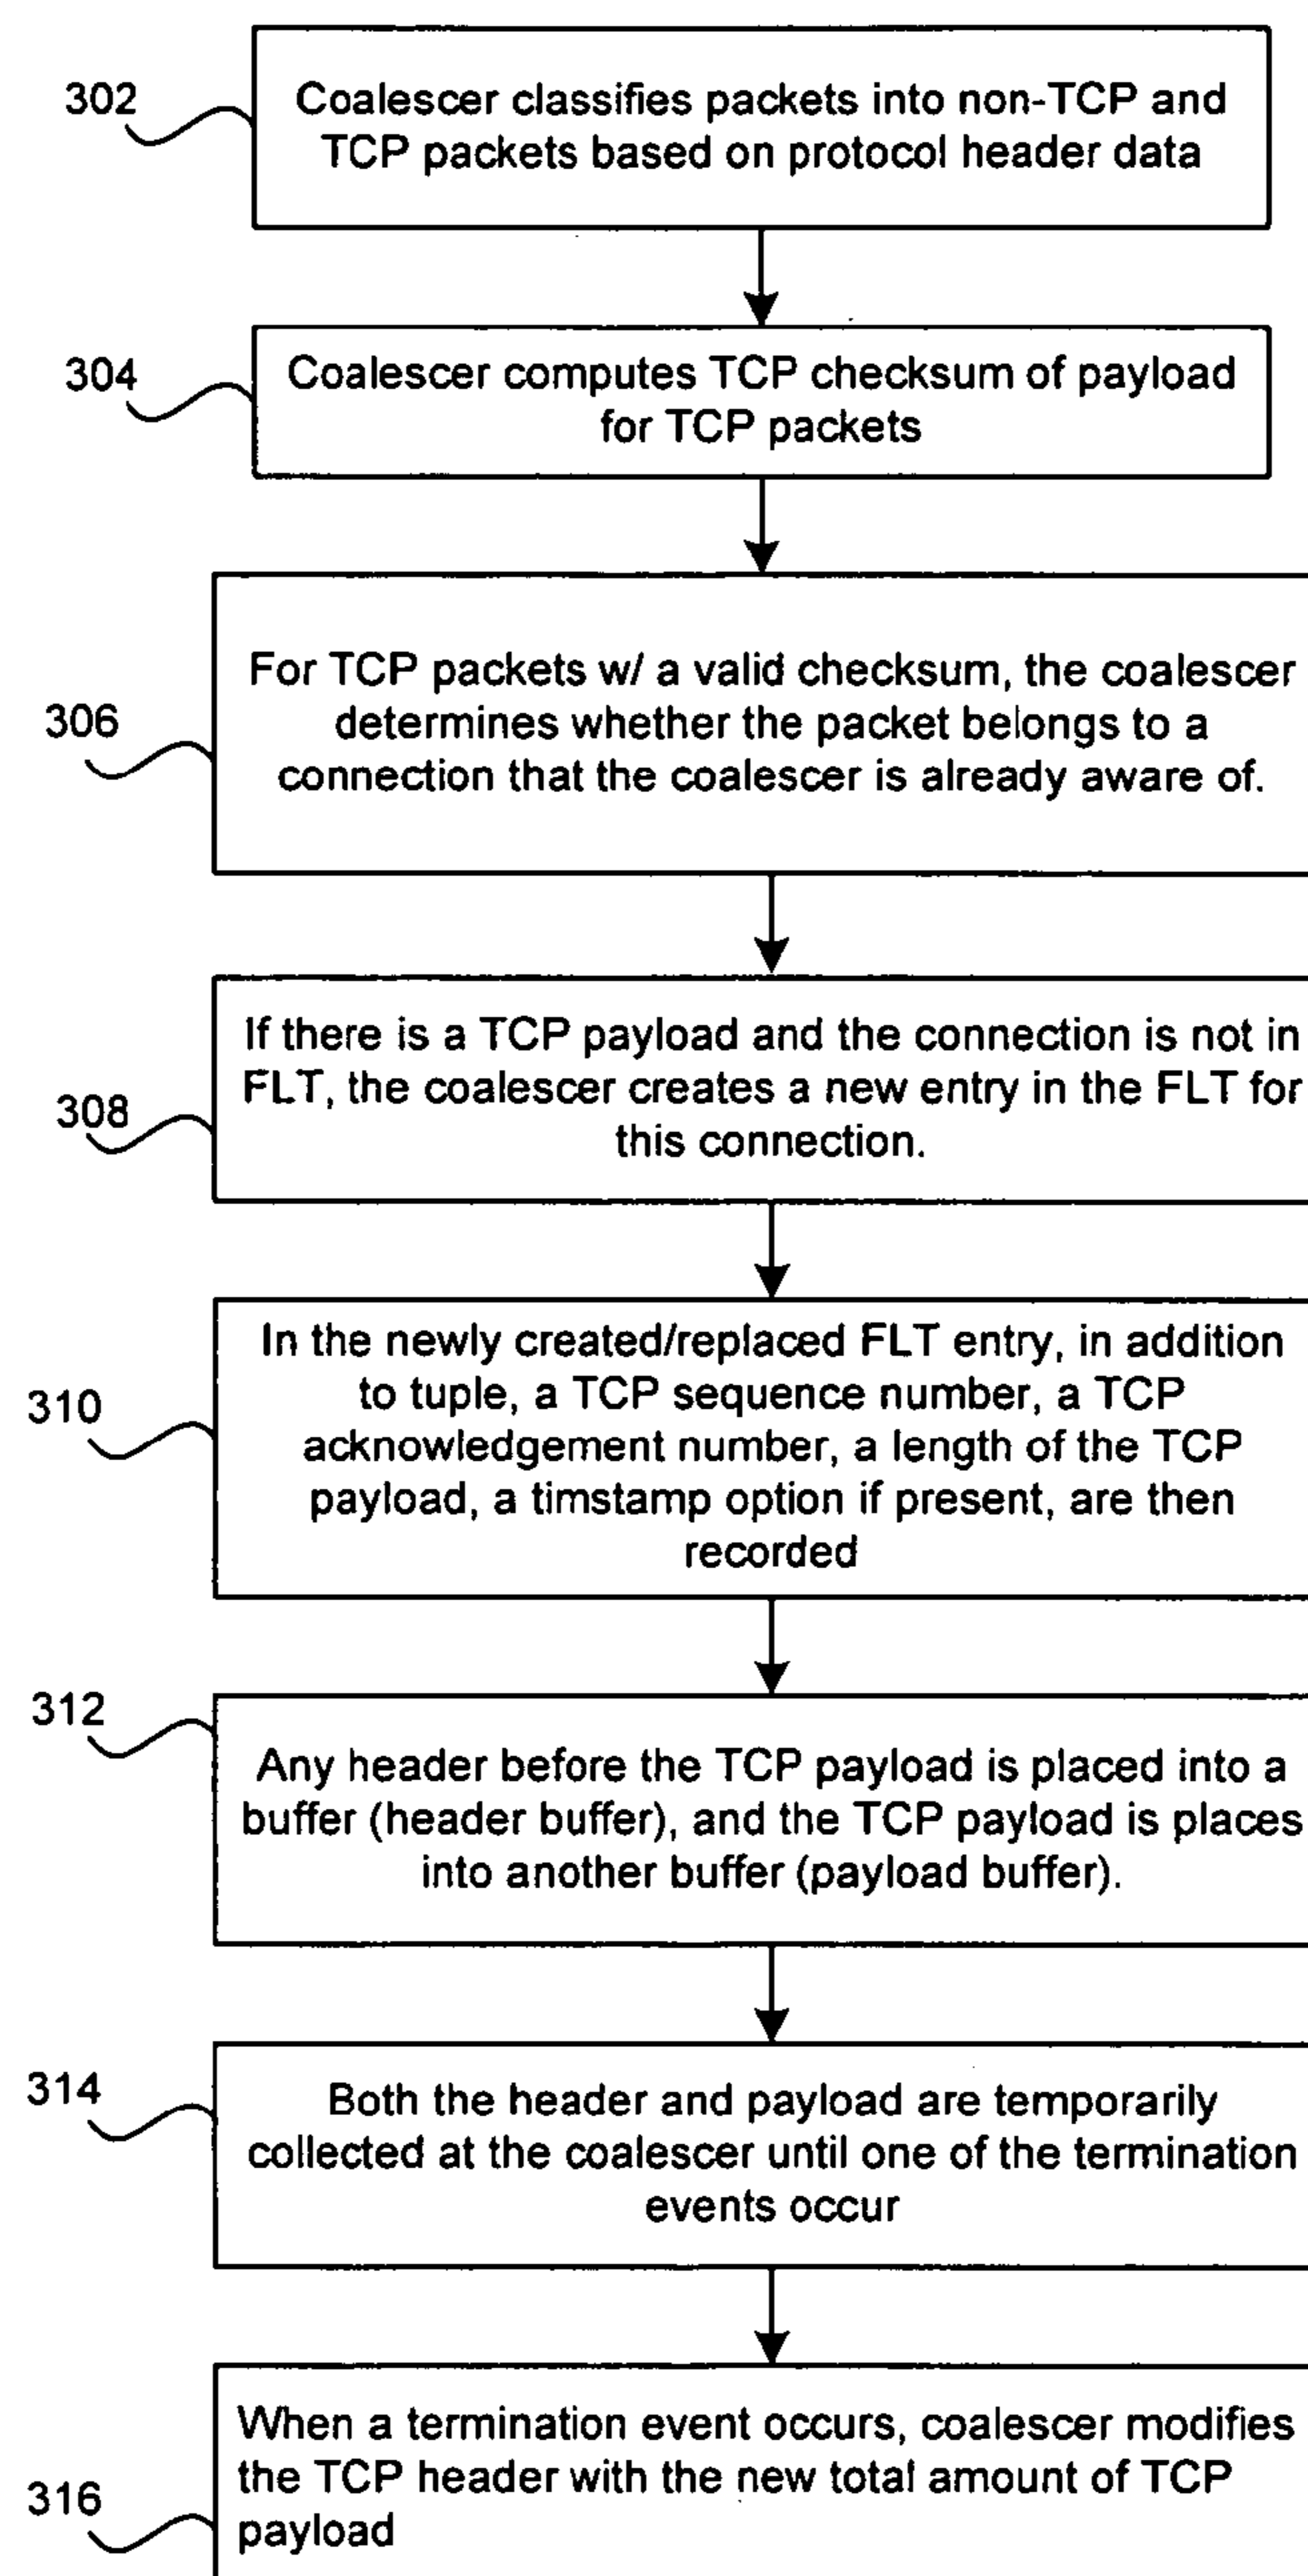 302
Coalescer classifies packets into non-TCP and
TCP packets based on protocol header data
304
Coalescer computes TCP checksum of payload
for TCP packets
306
For TCP packets w/ a valid checksum, the coalescer
determines whether the packet belongs to a
connection that the coalescer is already aware of.
308
If there is a TCP payload and the connection is not in
FLT, the coalescer creates a new entry in the FLT for
this connection.
310
In the newly created/replaced FLT entry, in addition
to tuple, a TCP sequence number, a TCP
acknowledgement number, a length of the TCP
payload, a timstamp option if present, are then
recorded
312
Any header before the TCP payload is placed into a
buffer (header buffer), and the TCP payload is places
into another buffer (payload buffer).
314
Both the header and payload are temporarily
collected at the coalescer until one of the termination
events occur
316
When a termination event occurs, coalescer modifies
the TCP header with the new total amount of TCP
payload